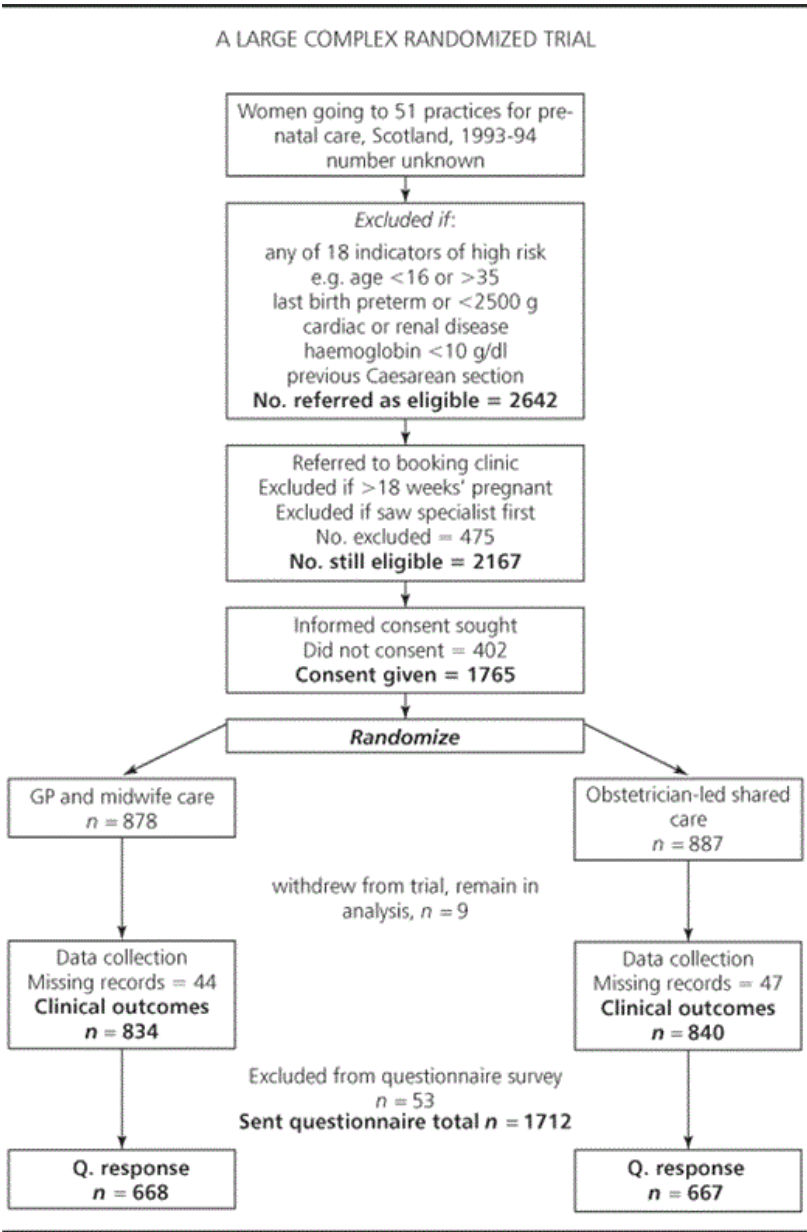 A LARGE COMPLEX RANDOMIZED TRIAL
Women going to 51 practices for pre-
natal care, Scotland, 1993-94
number unknown
Excluded if:
any of 18 indicators of high risk
e.g. age <16 or >35
last birth preterm or <2500 g
cardiac or renal disease
haemoglobin <10 g/dl
previous Caesarean section
No. referred as eligible = 2642
Referred to booking clinic
Excluded if >18 weeks' pregnant
Excluded if saw specialist first
No. excluded = 475
No. still eligible = 2167
Informed consent sought
Did not consent = 402
Consent given = 1765
Randomize
GP and midwife care
n = 878
Obstetrician-led shared
care
n = 887
withdrew from trial, remain in
analysis, n = 9
Data collection
Missing records = 44
Clinical outcomes
n = 834
Data collection
Missing records = 47
Clinical outcomes
n = 840
Excluded from questionnaire survey
n = 53
Sent questionnaire total n = 1712
Q. response
n = 668
Q. response
n = 667